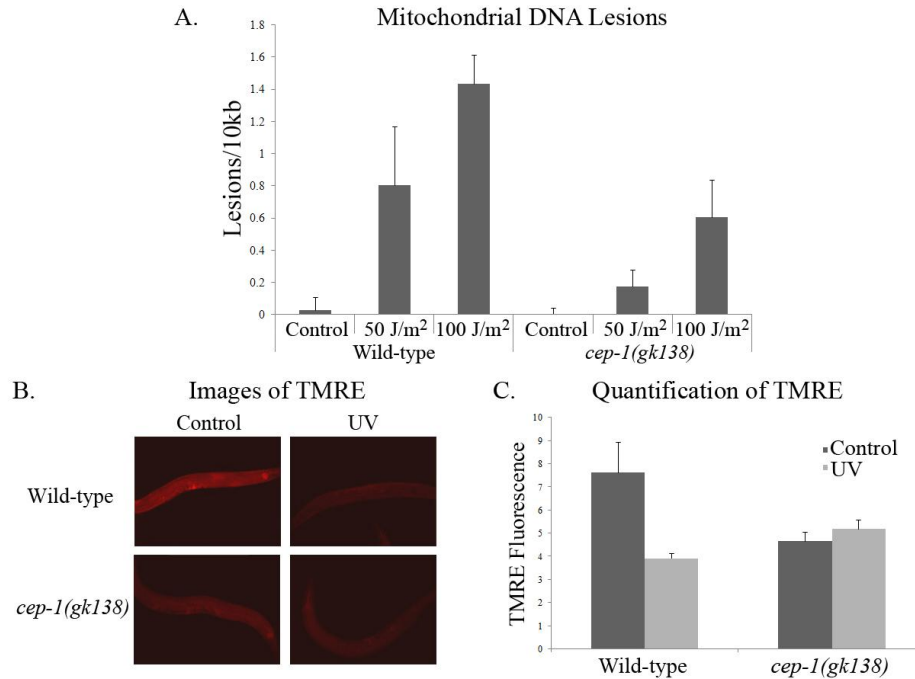 A. Mitochondrial DNA Lesions
Lesions/10kb
1.8
1.6
1.4
1.2
1
0.8
0.6
0.4
0.2
0
Control 50 J/m² 100 J/m² Control 50 J/m² 100 J/m²
Wild-type cep-1(gk138)
B. Images of TMRE
Control UV
Wild-type
cep-1(gk138)
C. Quantification of TMRE
TMRE Fluorescence
10
9
8
7
6
5
4
3
2
1
0
Control
UV
Wild-type cep-1(gk138)